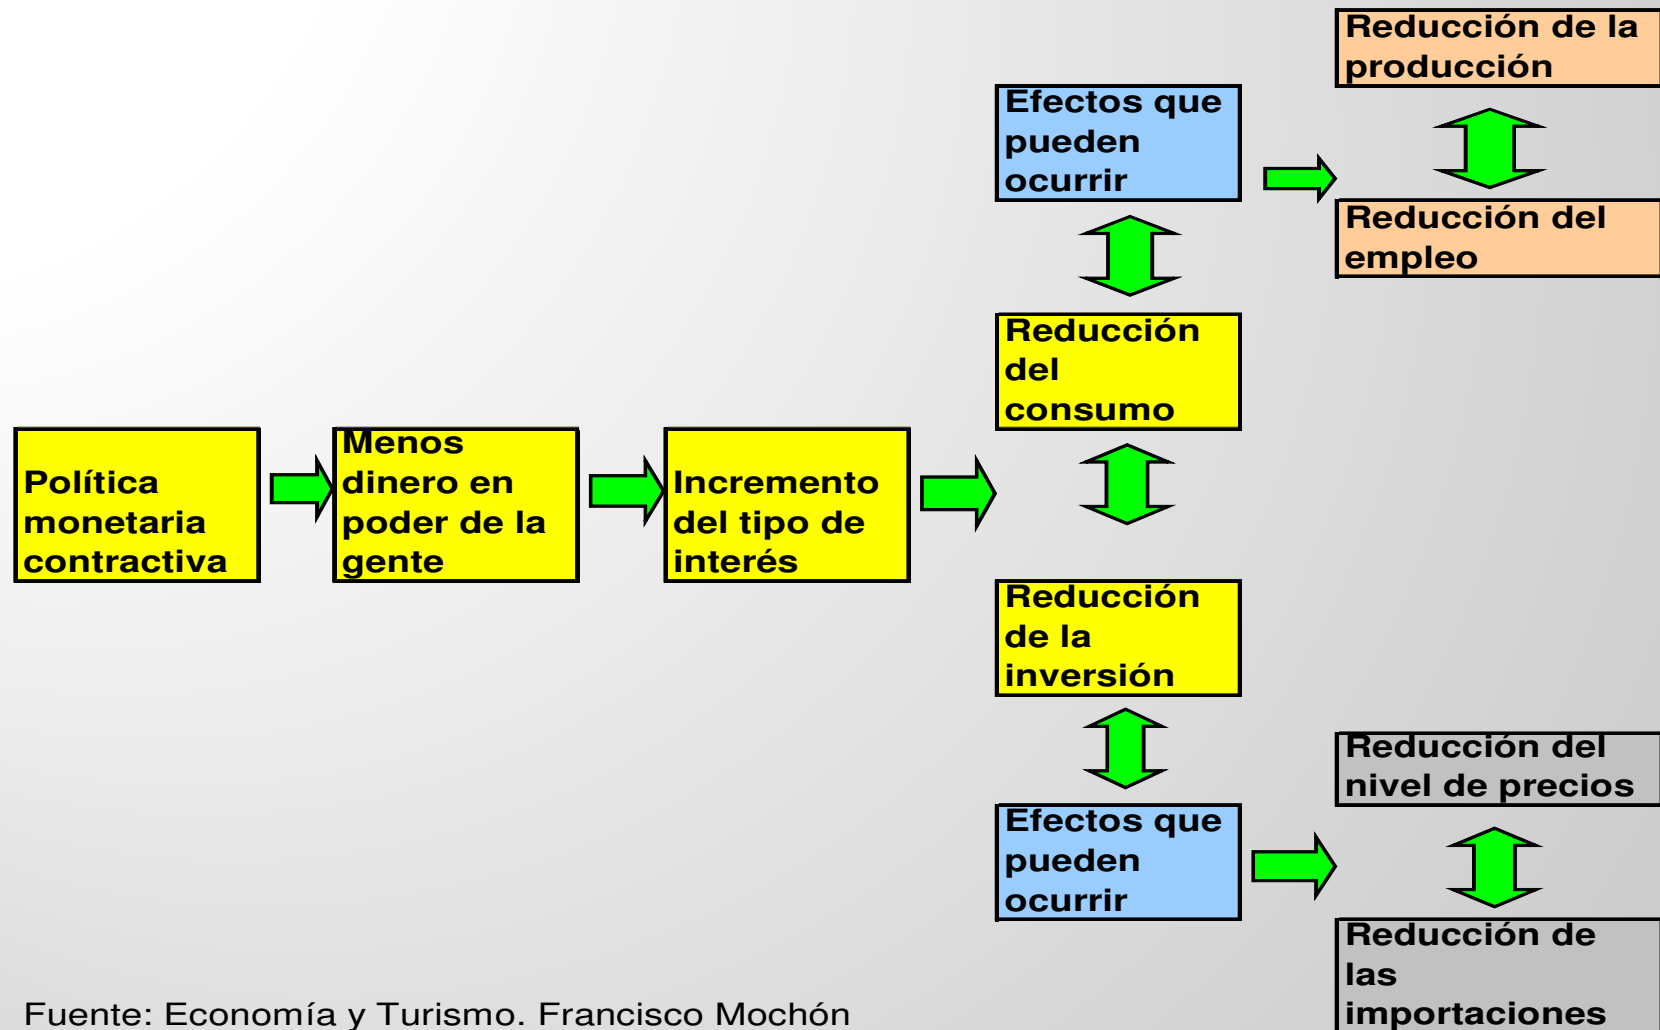 Política
monetaria
contractiva
Menos
dinero en
poder de la
gente
Incremento
del tipo de
interés
Efectos que
pueden
ocurrir
Reducción de la
producción
Reducción del
empleo
Reducción
del
consumo
Reducción
de la
inversión
Efectos que
pueden
ocurrir
Reducción del
nivel de precios
Reducción de
las
importaciones
Fuente: Economía y Turismo. Francisco Mochón